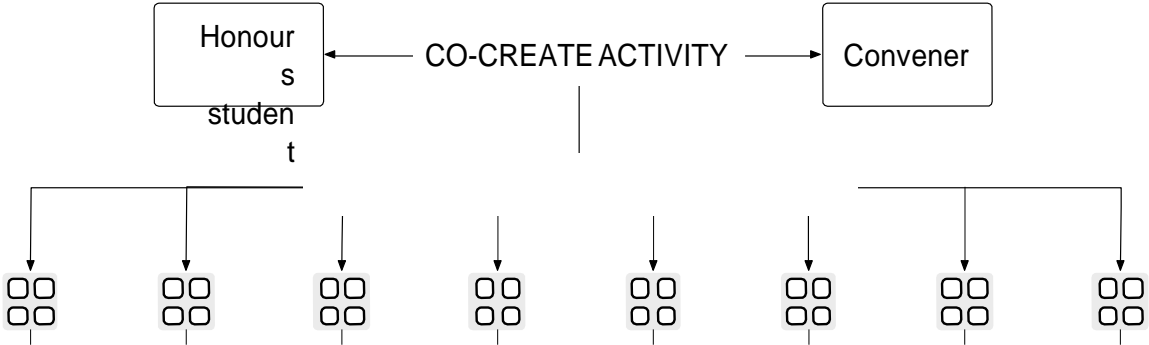 Honour
s
studen
t
CO-CREATE ACTIVITY
Convener